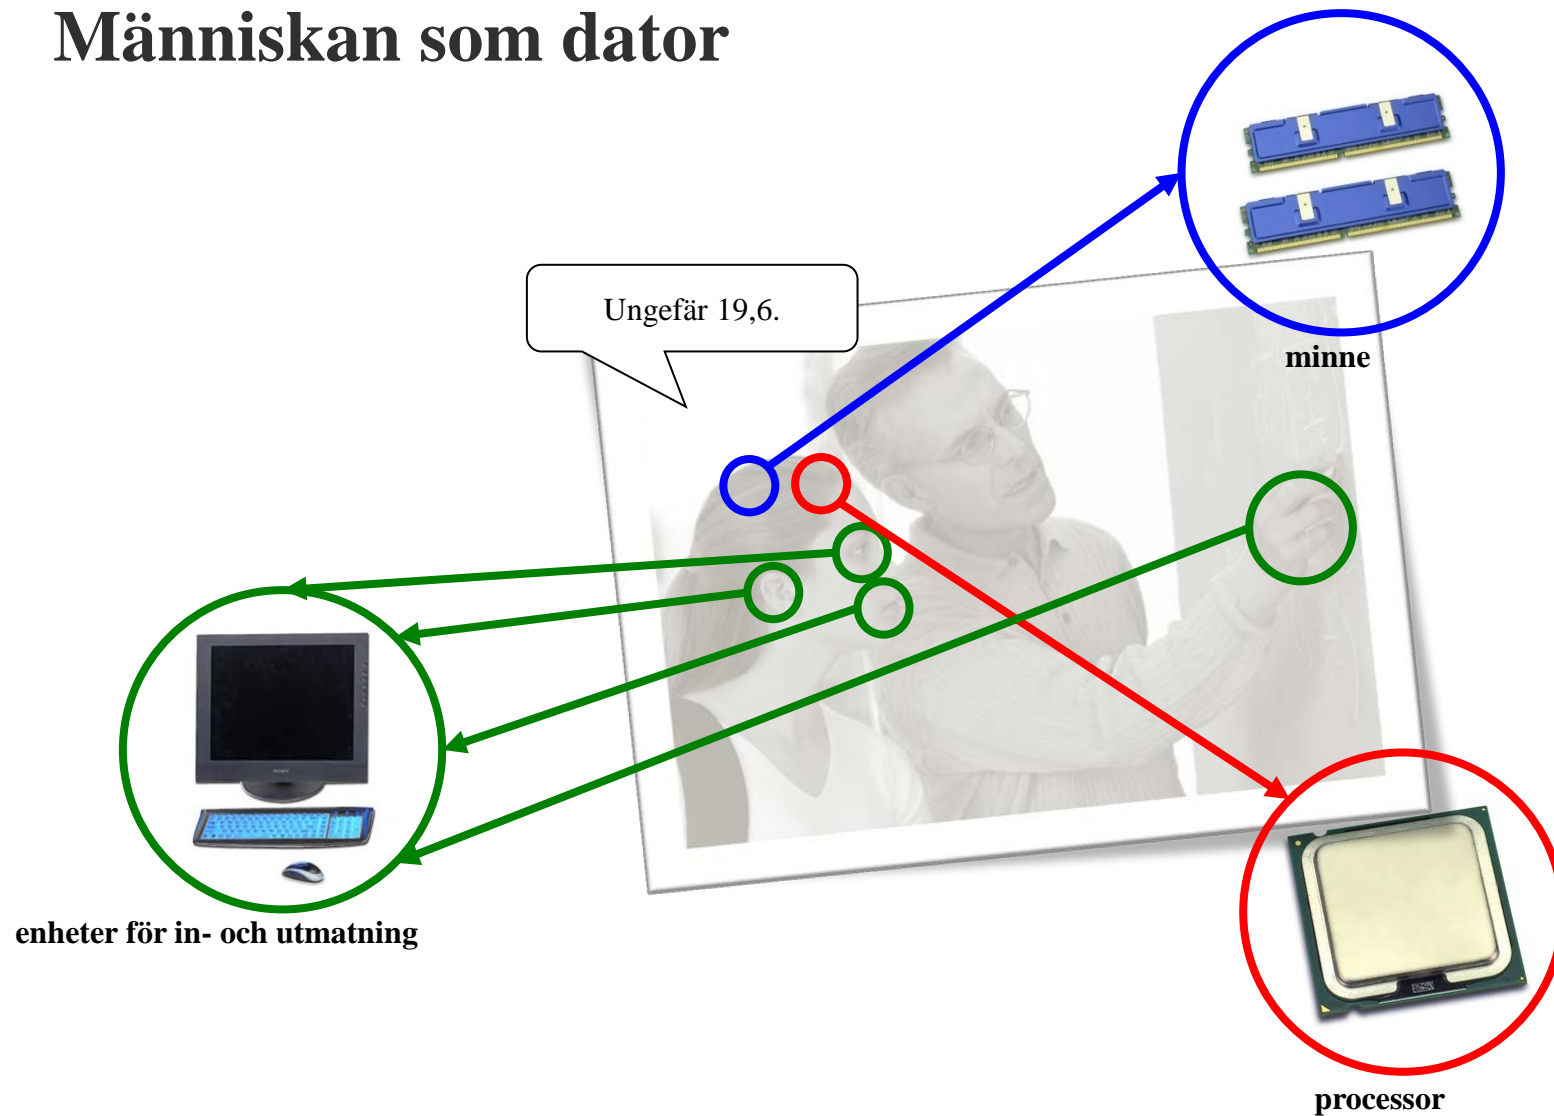 Människan som dator
Ungefär 19,6.
minne
enheter för in- och utmatning
processor